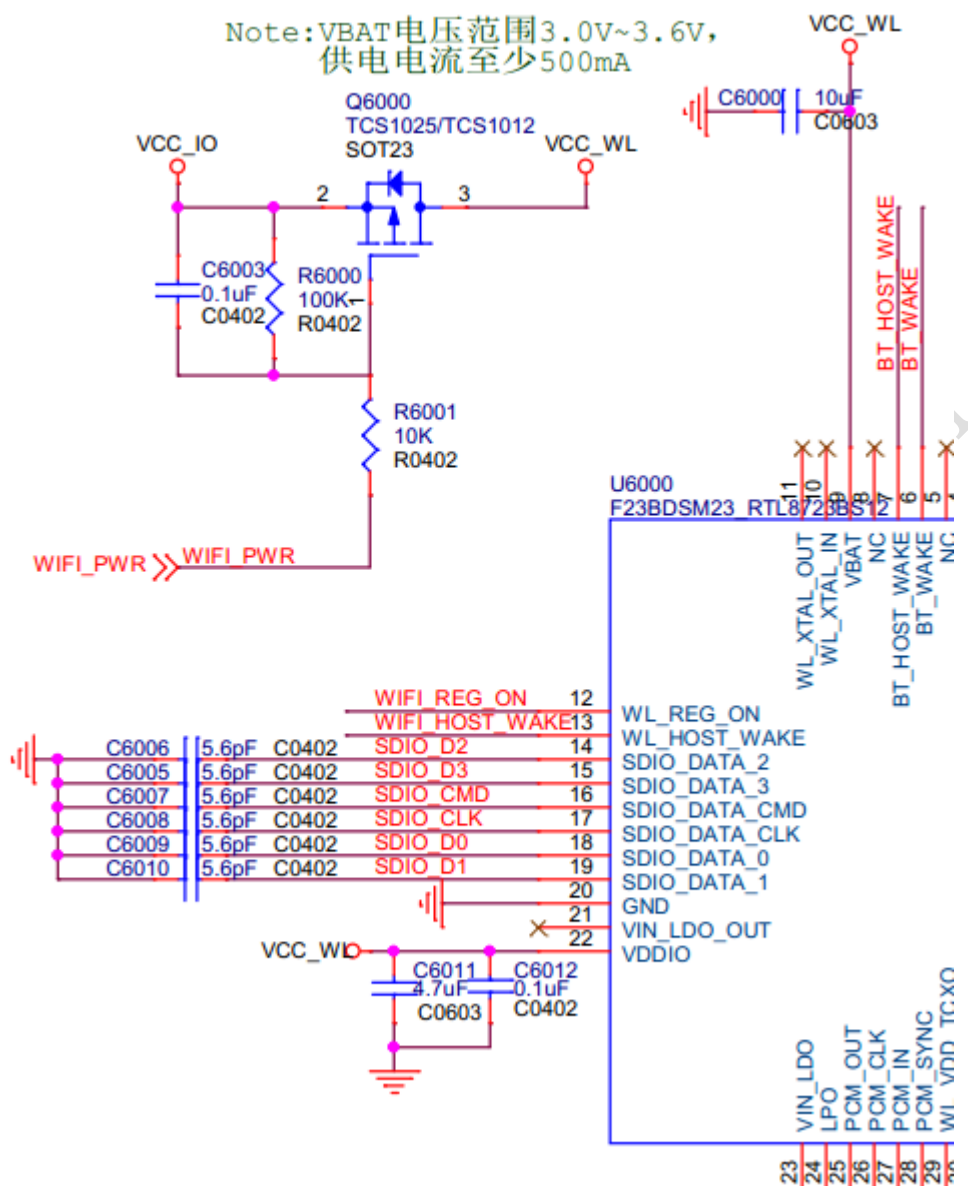 Note:VBAT电压范围3.0V~3.6V，
供电电流至少500mA
VCC_WL
C6000
10uF
C0603
Q6000
TCS1025/TCS1012
SOT23
VCC_IO
VCC_WL
2
3
1
C6003
0.1uF
C0402
R6000
100K
R0402
R6001
10K
R0402
WIFI_PWR
WIFI_PWR
BT_HOST_WAKE
BT_WAKE
U6000
F23BDSM23_RTL8723BS12
11
10
9
8
7
6
5
WL_XTAL_OUT
WL_XTAL_IN
VBAT
NC
BT_HOST_WAKE
BT_WAKE
NC
WIFI_REG_ON 12 WL_REG_ON
WIFI_HOST_WAKE 13 WL_HOST_WAKE
C6006 5.6pF C0402 SDIO_D2 14 SDIO_DATA_2
C6005 5.6pF C0402 SDIO_D3 15 SDIO_DATA_3
C6007 5.6pF C0402 SDIO_CMD 16 SDIO_DATA_CMD
C6008 5.6pF C0402 SDIO_CLK 17 SDIO_DATA_CLK
C6009 5.6pF C0402 SDIO_D0 18 SDIO_DATA_0
C6010 5.6pF C0402 SDIO_D1 19 SDIO_DATA_1
20 GND
21 VIN_LDO_OUT
VCC_WL 22 VDDIO
C6011
4.7uF
C0603
C6012
0.1uF
C0402
VIN_LDO
LPO
PCM_OUT
PCM_CLK
PCM_IN
PCM_SYNC
WL_VDD_TCXO
23
24
25
26
27
28
29